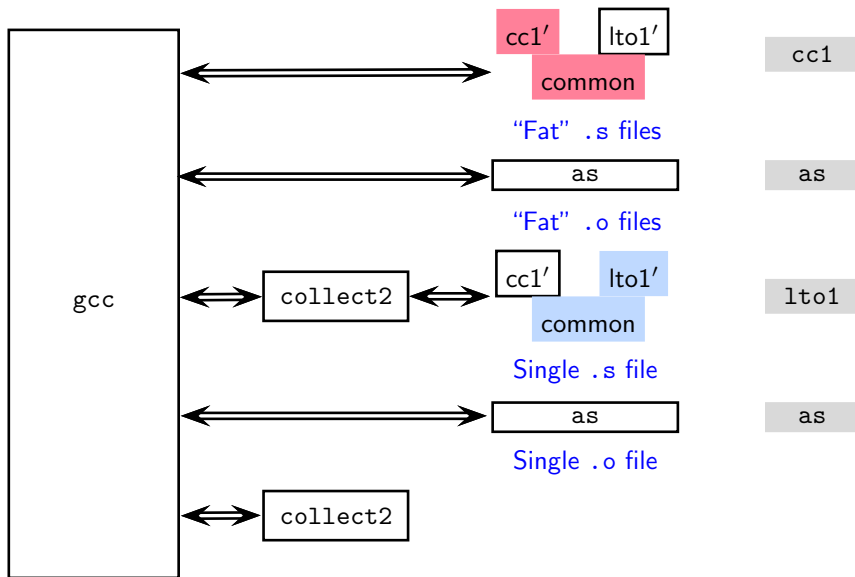 cc1′ lto1′ cc1
common
“Fat” .s files
as as
“Fat” .o files
cc1′ lto1′
gcc collect2 lto1
common
Single .s file
as as
Single .o file
collect2